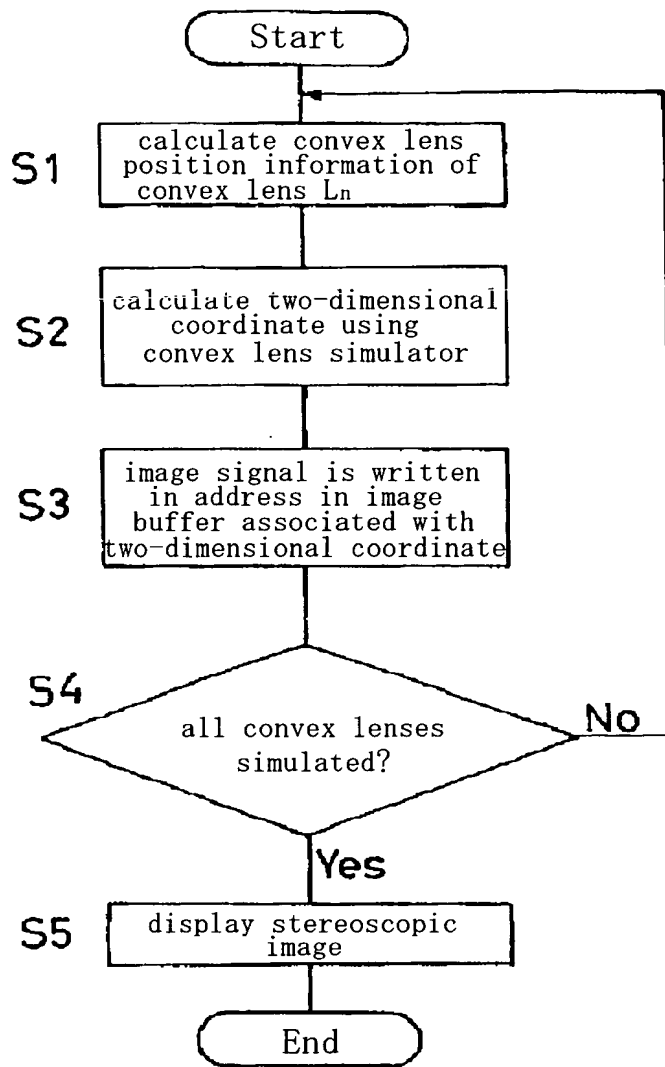 Start
S1
calculate convex lens
position information of
convex lens Ln
S2
calculate two-dimensional
coordinate using
convex lens simulator
S3
image signal is written
in address in image
buffer associated with
two-dimensional coordinate
S4
all convex lenses
simulated?
No
Yes
S5
display stereoscopic
image
End